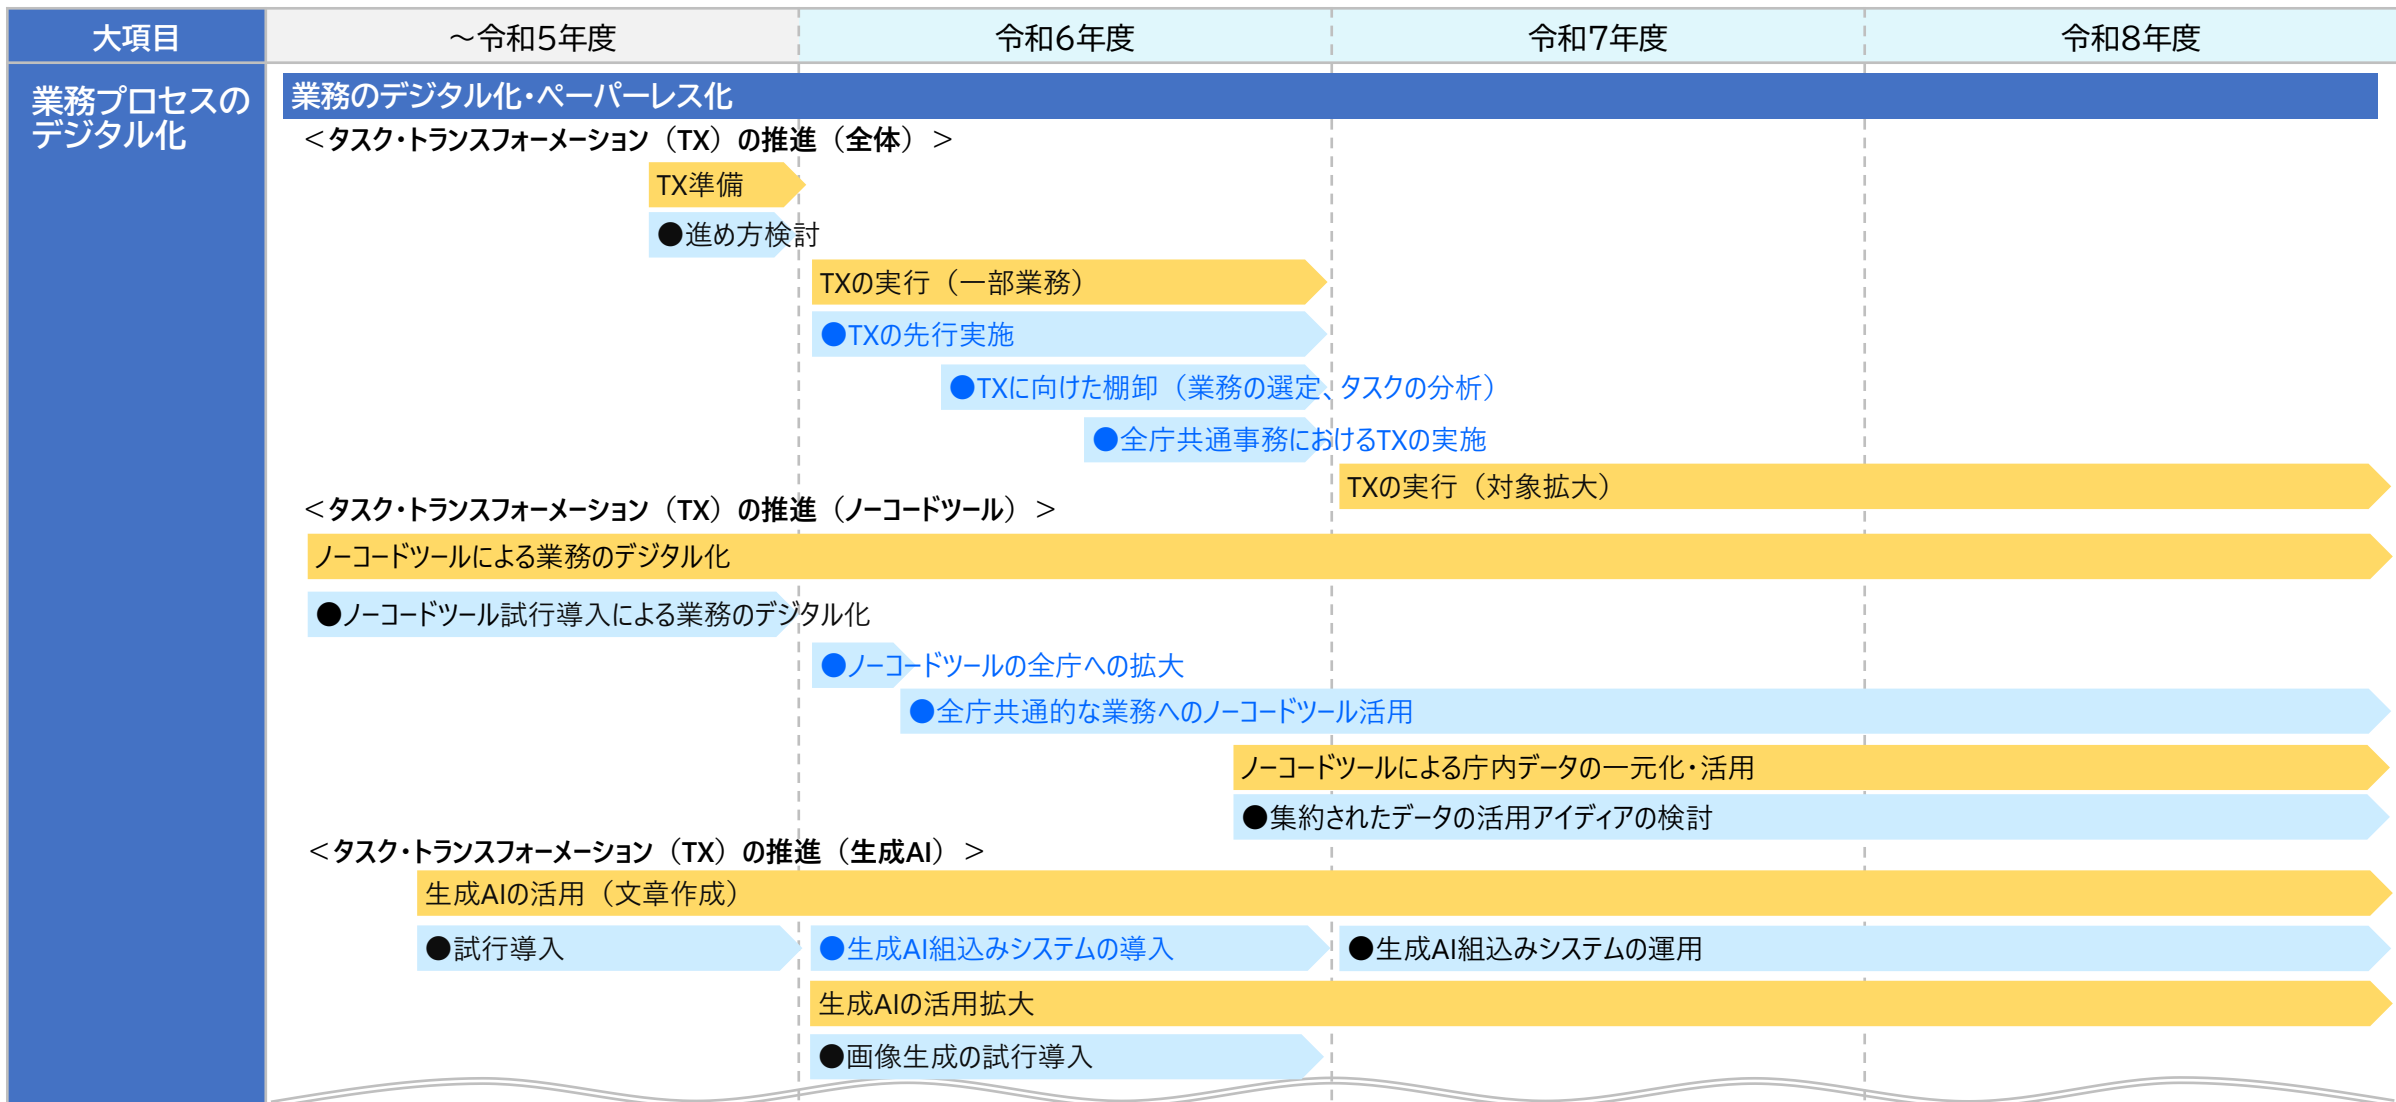 大項目
～令和5年度
令和6年度
令和7年度
令和8年度
業務プロセスの
デジタル化
業務のデジタル化・ペーパーレス化
＜タスク・トランスフォーメーション（TX）の推進（全体）＞
TX準備
●進め方検討
TXの実行（一部業務）
●TXの先行実施
●TXに向けた棚卸（業務の選定、タスクの分析）
●全庁共通事務におけるTXの実施
TXの実行（対象拡大）
＜タスク・トランスフォーメーション（TX）の推進（ノーコードツール）＞
ノーコードツールによる業務のデジタル化
●ノーコードツール試行導入による業務のデジタル化
●ノーコードツールの全庁への拡大
●全庁共通的な業務へのノーコードツール活用
ノーコードツールによる庁内データの一元化・活用
●集約されたデータの活用アイディアの検討
＜タスク・トランスフォーメーション（TX）の推進（生成AI）＞
生成AIの活用（文章作成）
●試行導入
●生成AI組込みシステムの導入
●生成AI組込みシステムの運用
生成AIの活用拡大
●画像生成の試行導入